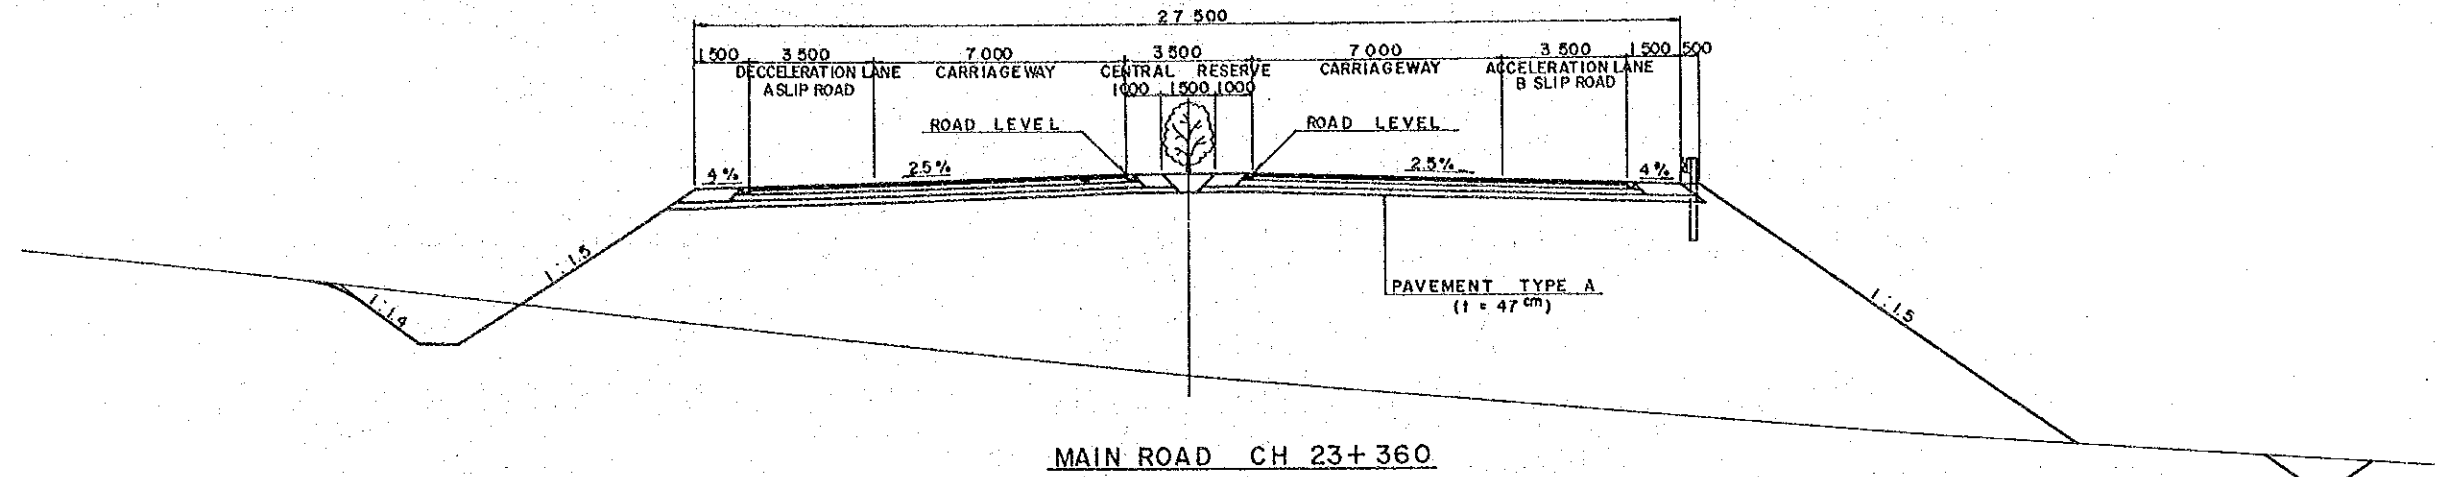 27 500
1 500 3 500 7 000 3 500 7 000 3 500 1 500 500
DECCELERATION LANE CARRIAGEWAY CENTRAL RESERVE CARRIAGEWAY ACCELERATION LANE
A SLIP ROAD B SLIP ROAD
1000 1500 1000
ROAD LEVEL ROAD LEVEL
4% 2.5% 2.5% 4%
1:1.5
1:1.4
PAVEMENT TYPE A
(t = 47 cm)
1:1.5
MAIN ROAD CH 23+360